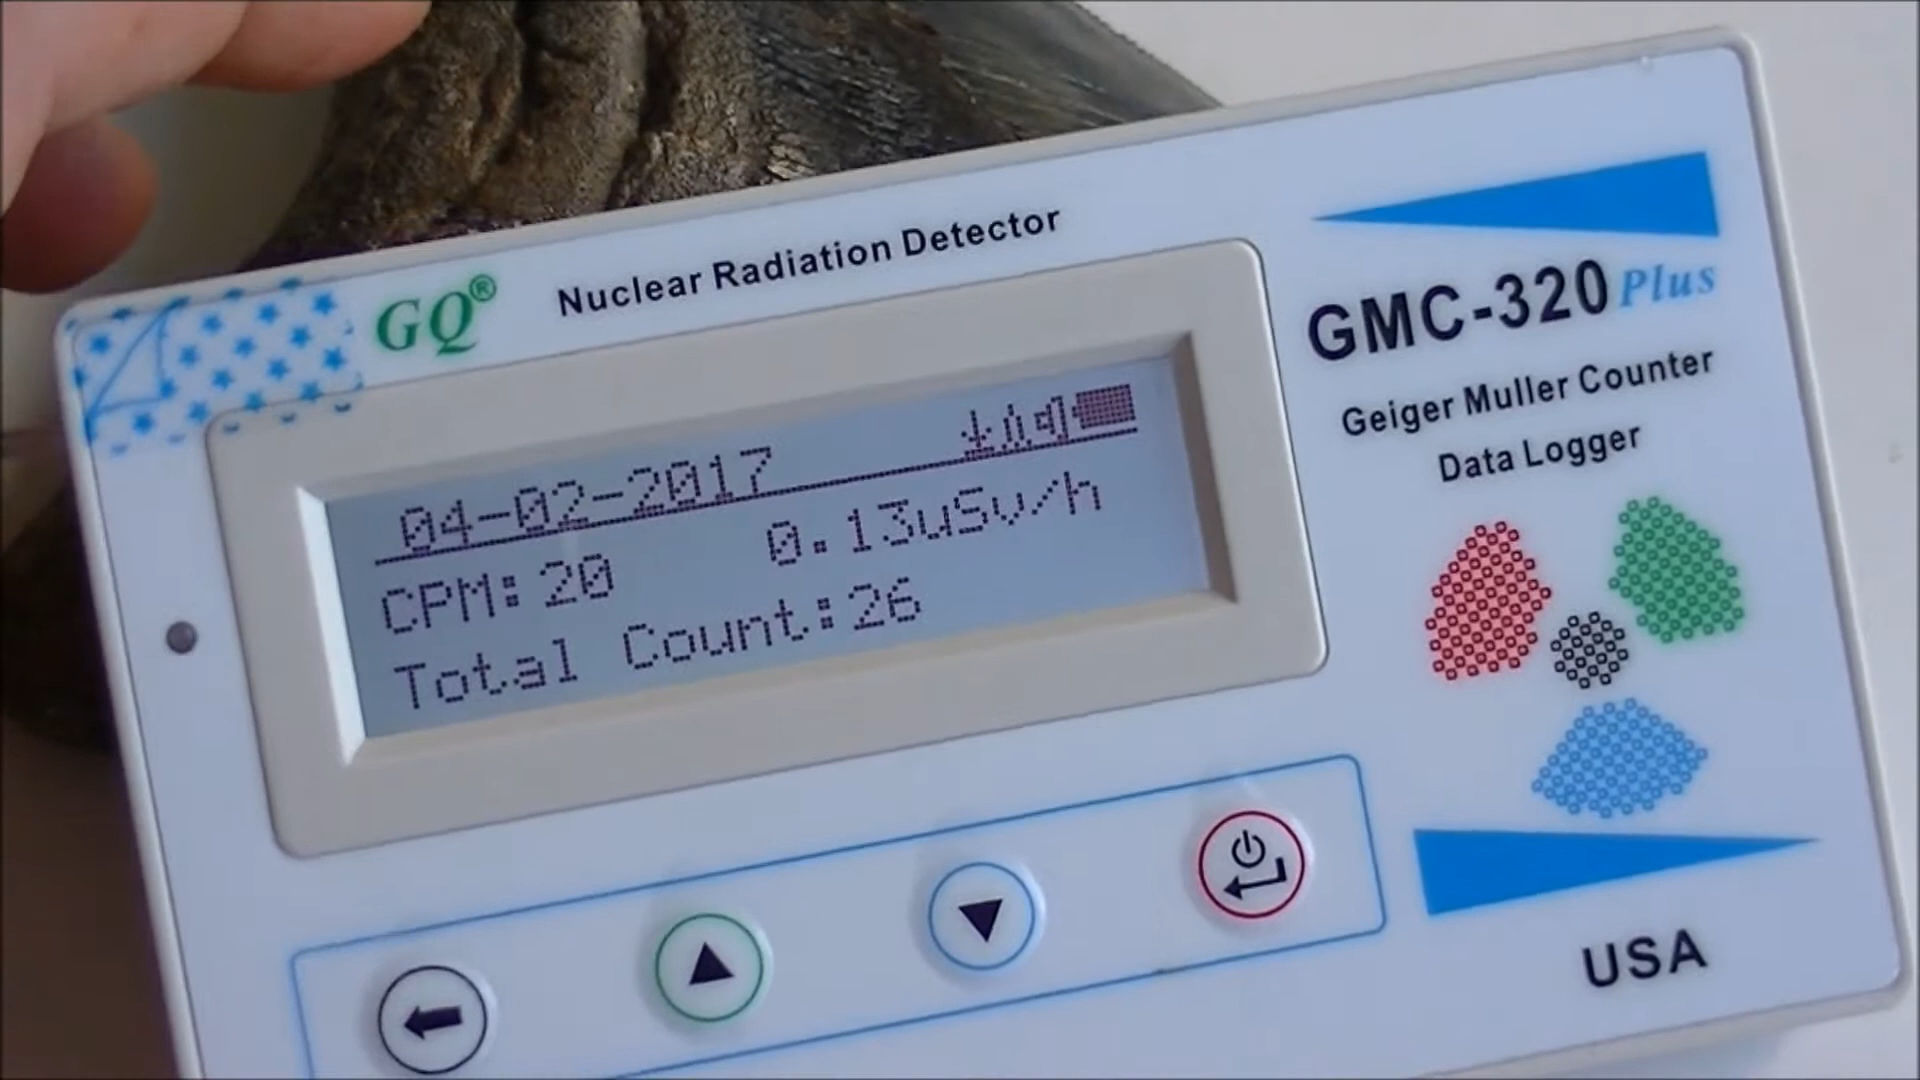 GQ®
Nuclear Radiation Detector
GMC-320 Plus
Geiger Muller Counter
Data Logger
04-02-2017
CPM:20 0.13uSv/h
Total Count:26
USA